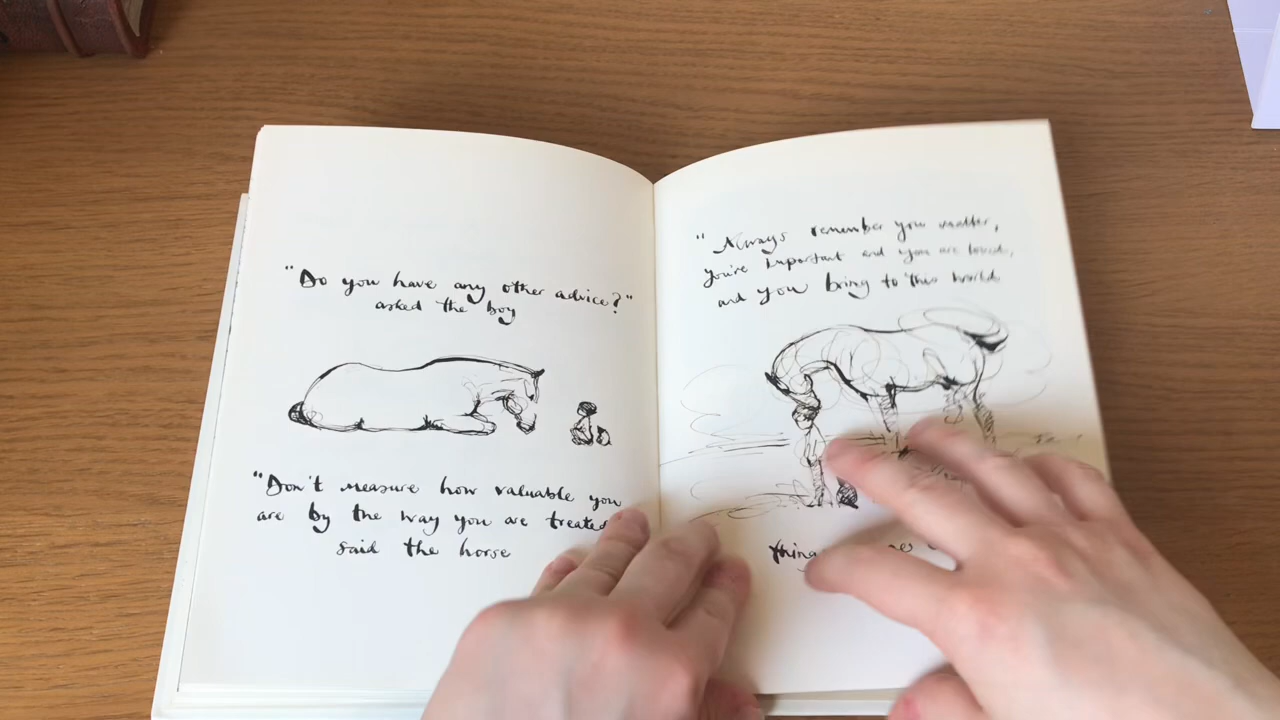 "Do you have any other advice?"
asked the boy
"Don't measure how valuable you
are by the way you are treated
said the horse
"Always remember you matter,
you're important and you are loved,
and you bring to this world